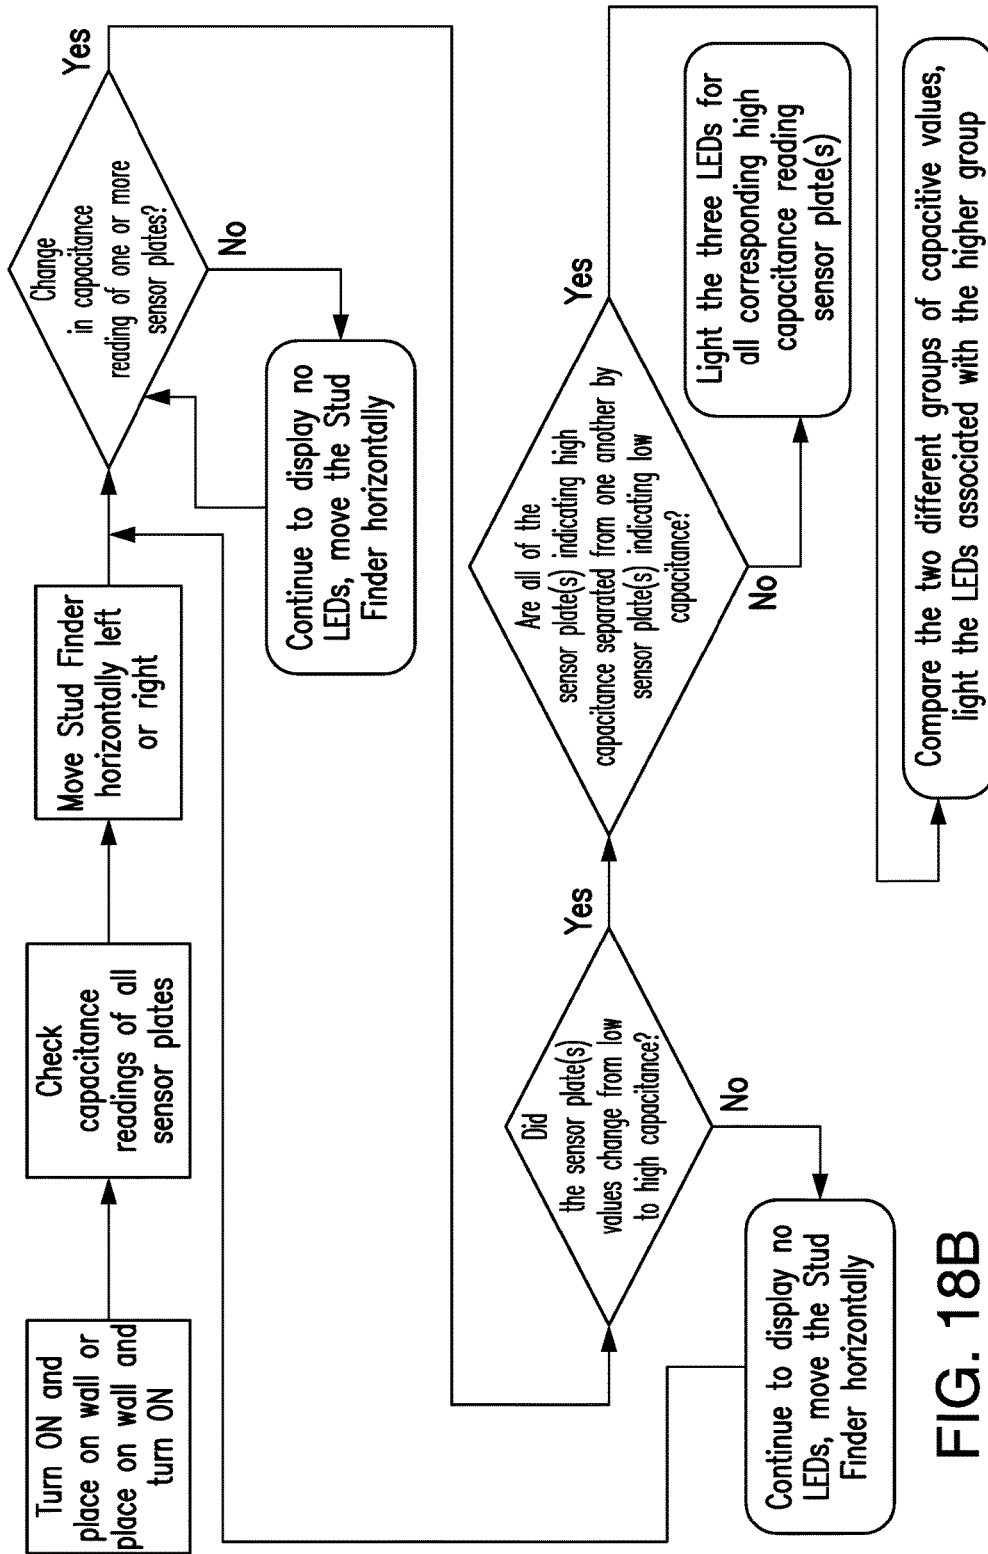 Turn ON and
place on wall or
place on wall and
turn ON
Check
capacitance
readings of all
sensor plates
Move Stud Finder
horizontally left
or right
Change
in capacitance
reading of one or more
sensor plates?
Yes
No
Continue to display no
LEDs, move the Stud
Finder horizontally
Did
the sensor plate(s)
values change from low
to high capacitance?
Yes
No
Continue to display no
LEDs, move the Stud
Finder horizontally
Are all of the
sensor plate(s) indicating high
capacitance separated from one another by
sensor plate(s) indicating low
capacitance?
Yes
No
Light the three LEDs for
all corresponding high
capacitance reading
sensor plate(s)
Compare the two different groups of capacitive values,
light the LEDs associated with the higher group
FIG. 18B